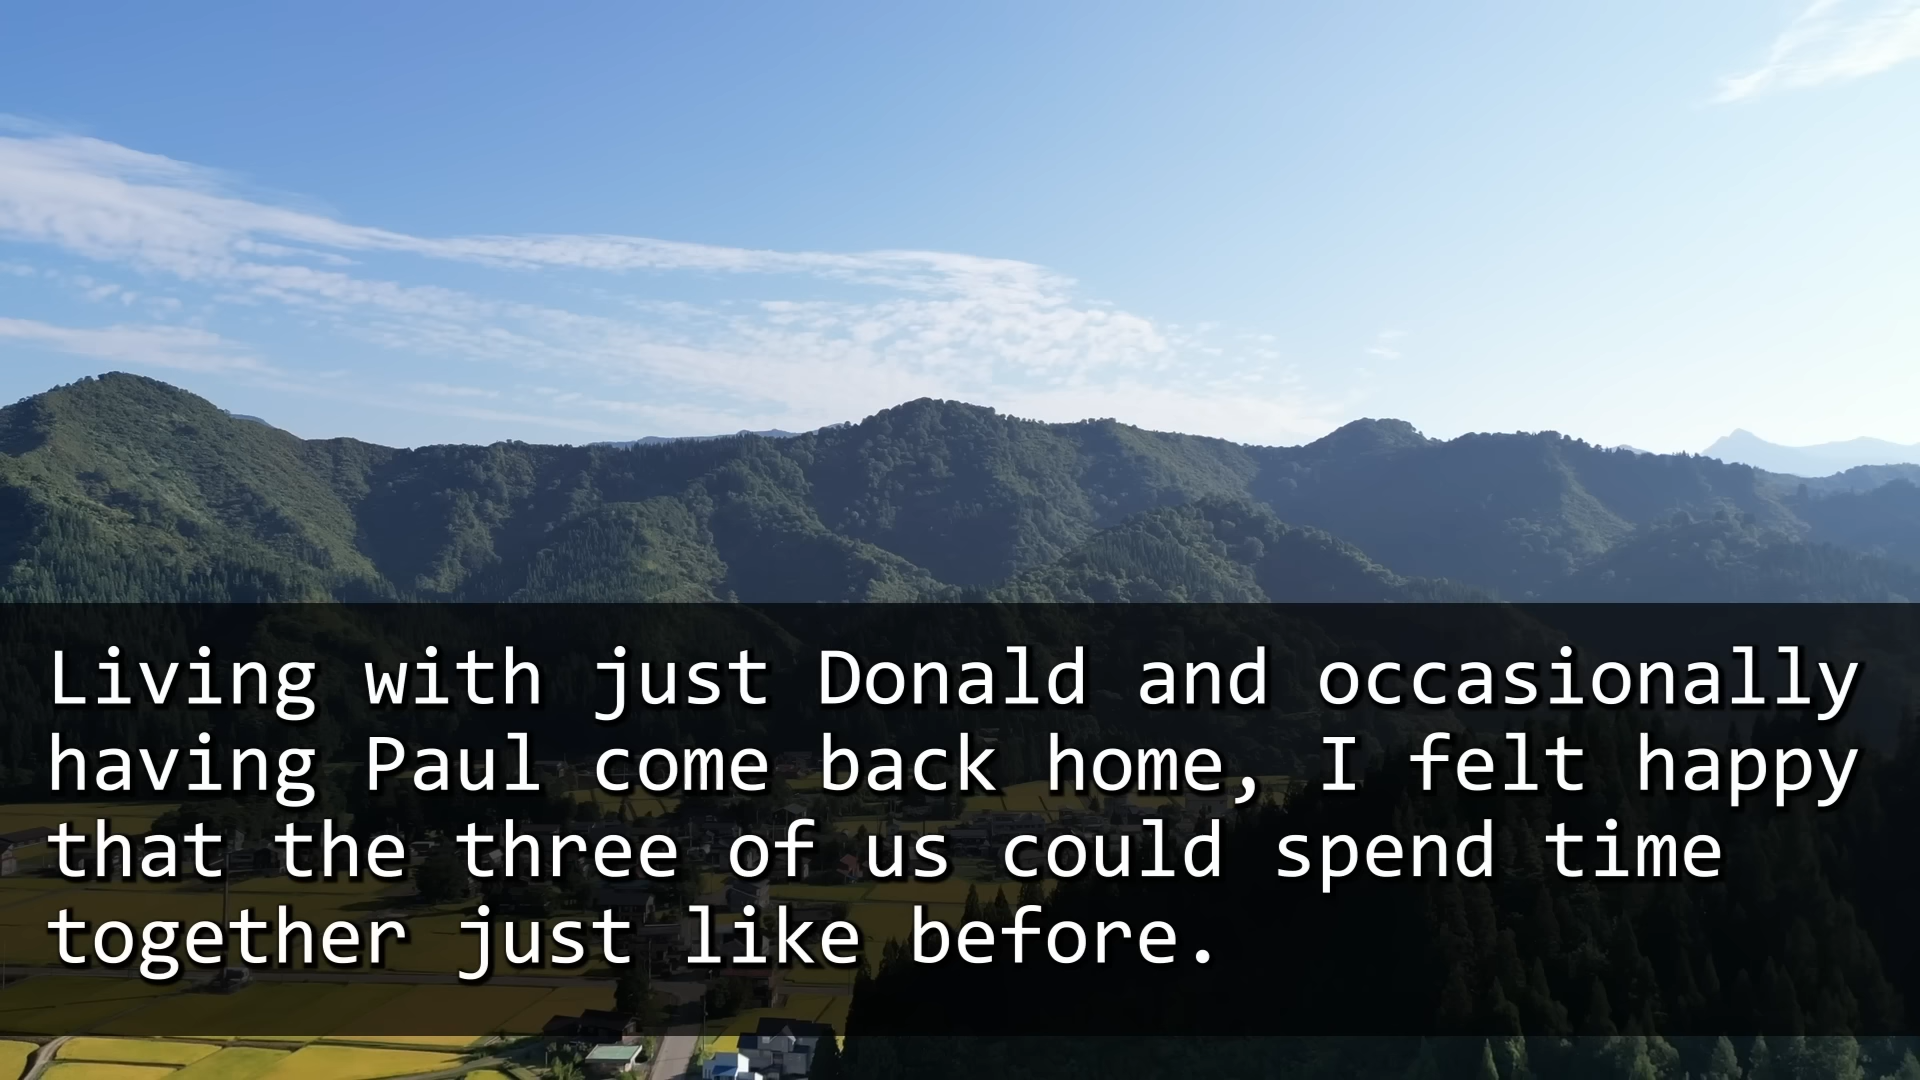 Living with just Donald and occasionally
having Paul come back home, I felt happy
that the three of us could spend time
together just like before.